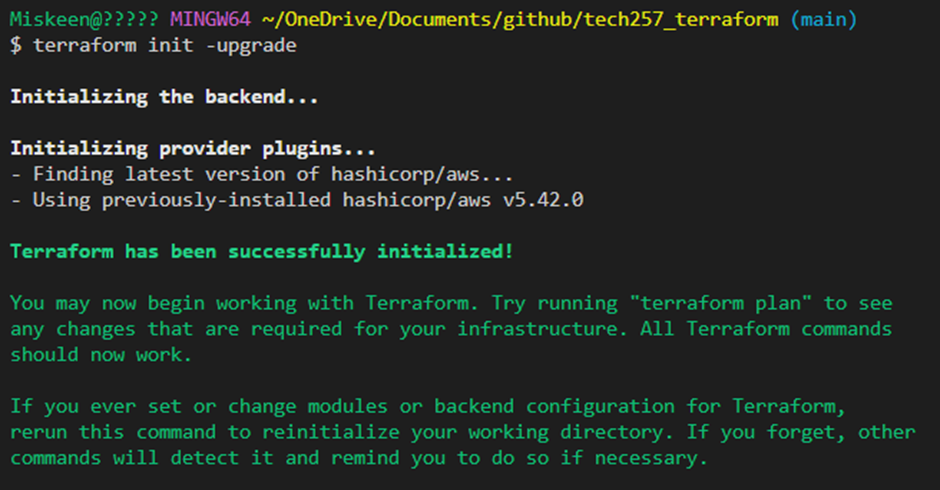 Miskeen@????? MINGW64 ~/OneDrive/Documents/github/tech257_terraform (main)
$ terraform init -upgrade
Initializing the backend...
Initializing provider plugins...
- Finding latest version of hashicorp/aws...
- Using previously-installed hashicorp/aws v5.42.0
Terraform has been successfully initialized!
You may now begin working with Terraform. Try running "terraform plan" to see
any changes that are required for your infrastructure. All Terraform commands
should now work.
If you ever set or change modules or backend configuration for Terraform,
rerun this command to reinitialize your working directory. If you forget, other
commands will detect it and remind you to do so if necessary.